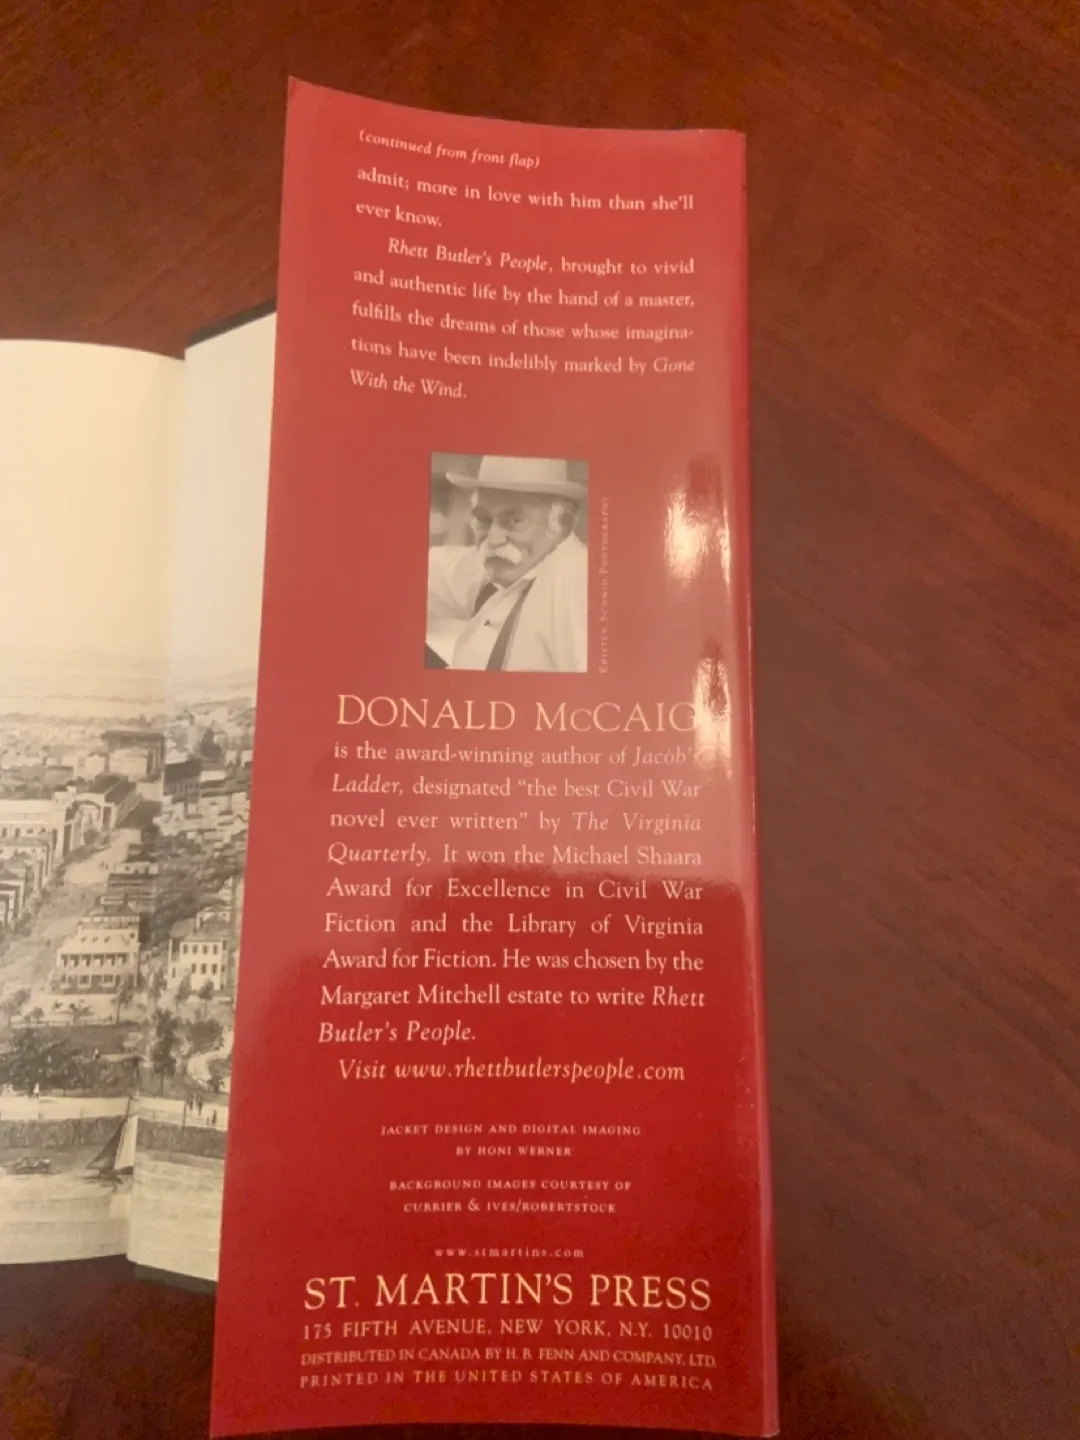 (continued from front flap)
admit; more in love with him than she'll
ever know.
Rhett Butler's People, brought to vivid
and authentic life by the hand of a master,
fulfills the dreams of those whose imagina-
tions have been indelibly marked by Gone
With the Wind.
Photography
DONALD McCAIG
is the award-winning author of Jacob's
Ladder, designated "the best Civil War
novel ever written" by The Virginia
Quarterly. It won the Michael Shaara
Award for Excellence in Civil War
Fiction and the Library of Virginia
Award for Fiction. He was chosen by the
Margaret Mitchell estate to write Rhett
Butler's People.
Visit www.rhettbutlerspeople.com
JACKET DESIGN AND DIGITAL IMAGING
BY HONI WERNER
BACKGROUND IMAGES COURTESY OF
CURRIER & IVES/ROBERTSTOCK
www.stmartins.com
ST. MARTIN'S PRESS
175 FIFTH AVENUE, NEW YORK, N.Y. 10010
DISTRIBUTED IN CANADA BY H. B. FENN AND COMPANY, LTD.
PRINTED IN THE UNITED STATES OF AMERICA